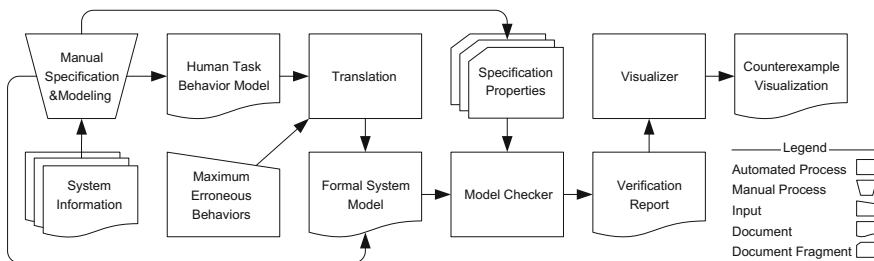 Manual
Specification
&Modeling
Human Task
Behavior Model
Translation
Specification
Properties
Visualizer
Counterexample
Visualization
System
Information
Maximum
Erroneous
Behaviors
Formal System
Model
Model Checker
Verification
Report
Legend
Automated Process
Manual Process
Input
Document
Document Fragment